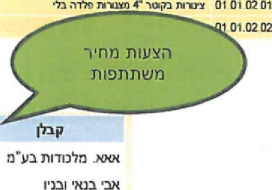 01 01.02 01 צינורות בקוטר "4 מצנרות פלדה בלי
01 01.02 02
הצעות מחיר
משתתפות
קבלן
אאא. מלכודות בע"מ
אבי בנאי ובניו